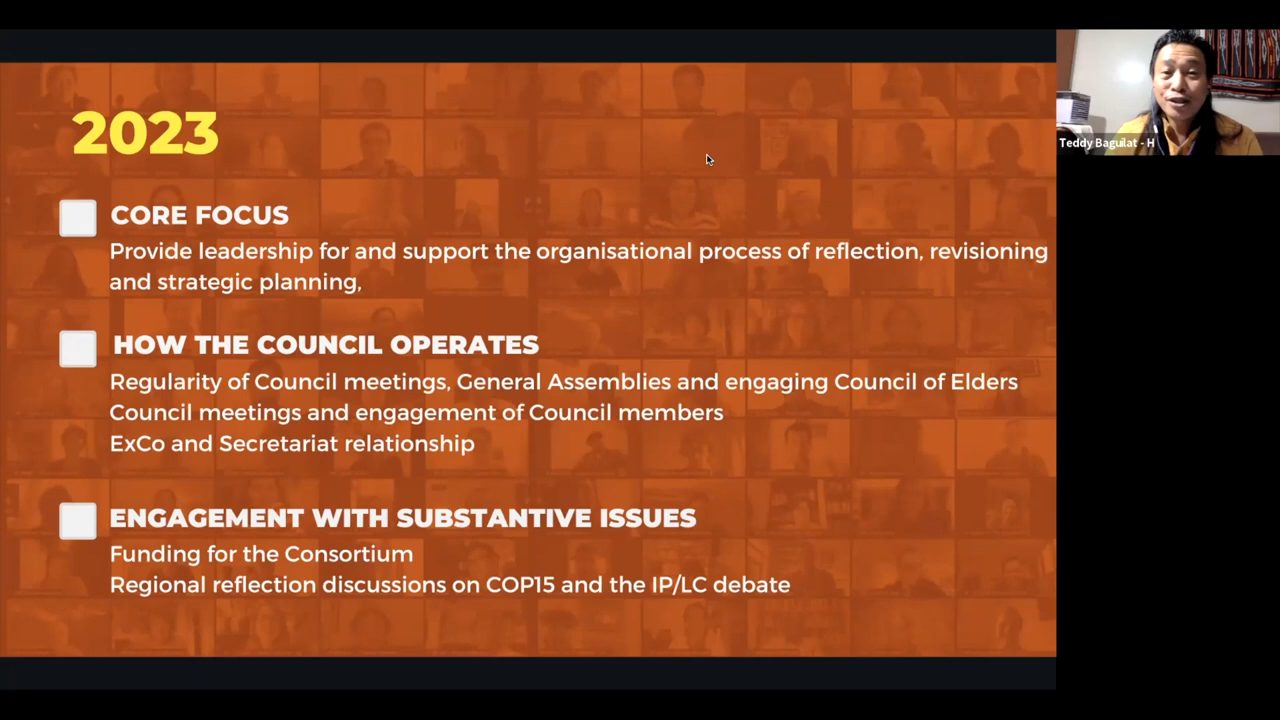 2023
CORE FOCUS
Provide leadership for and support the organisational process of reflection, revisioning
and strategic planning,
HOW THE COUNCIL OPERATES
Regularity of Council meetings, General Assemblies and engaging Council of Elders
Council meetings and engagement of Council members
ExCo and Secretariat relationship
ENGAGEMENT WITH SUBSTANTIVE ISSUES
Funding for the Consortium
Regional reflection discussions on COP15 and the IP/LC debate
Teddy Baguilat - H